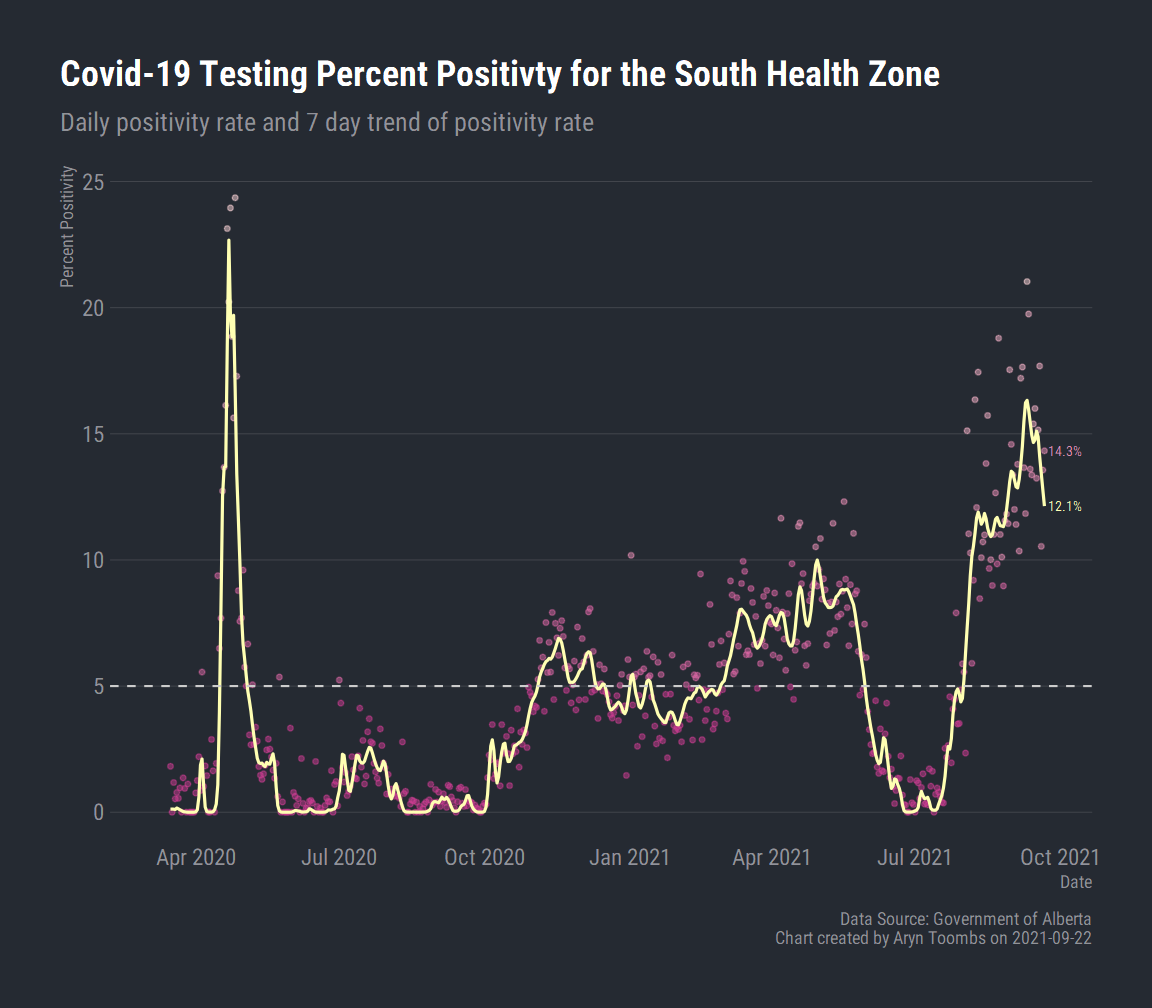 Covid-19 Testing Percent Positivty for the South Health Zone
Daily positivity rate and 7 day trend of positivity rate
Percent Positivity
25
20
15
14.3%
12.1%
10
5
0
Apr 2020 Jul 2020 Oct 2020 Jan 2021 Apr 2021 Jul 2021 Oct 2021
Date
Data Source: Government of Alberta
Chart created by Aryn Toombs on 2021-09-22